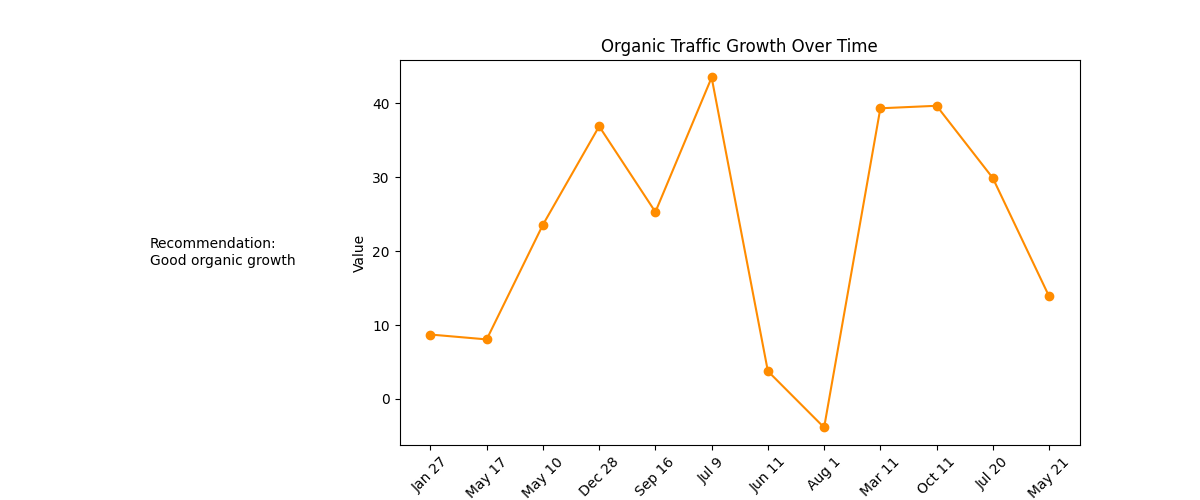 Organic Traffic Growth Over Time
Recommendation:
Good organic growth
Value
40
30
20
10
0
Jan 27
May 17
May 10
Dec 28
Sep 16
Jul 9
Jun 11
Aug 1
Mar 11
Oct 11
Jul 20
May 21